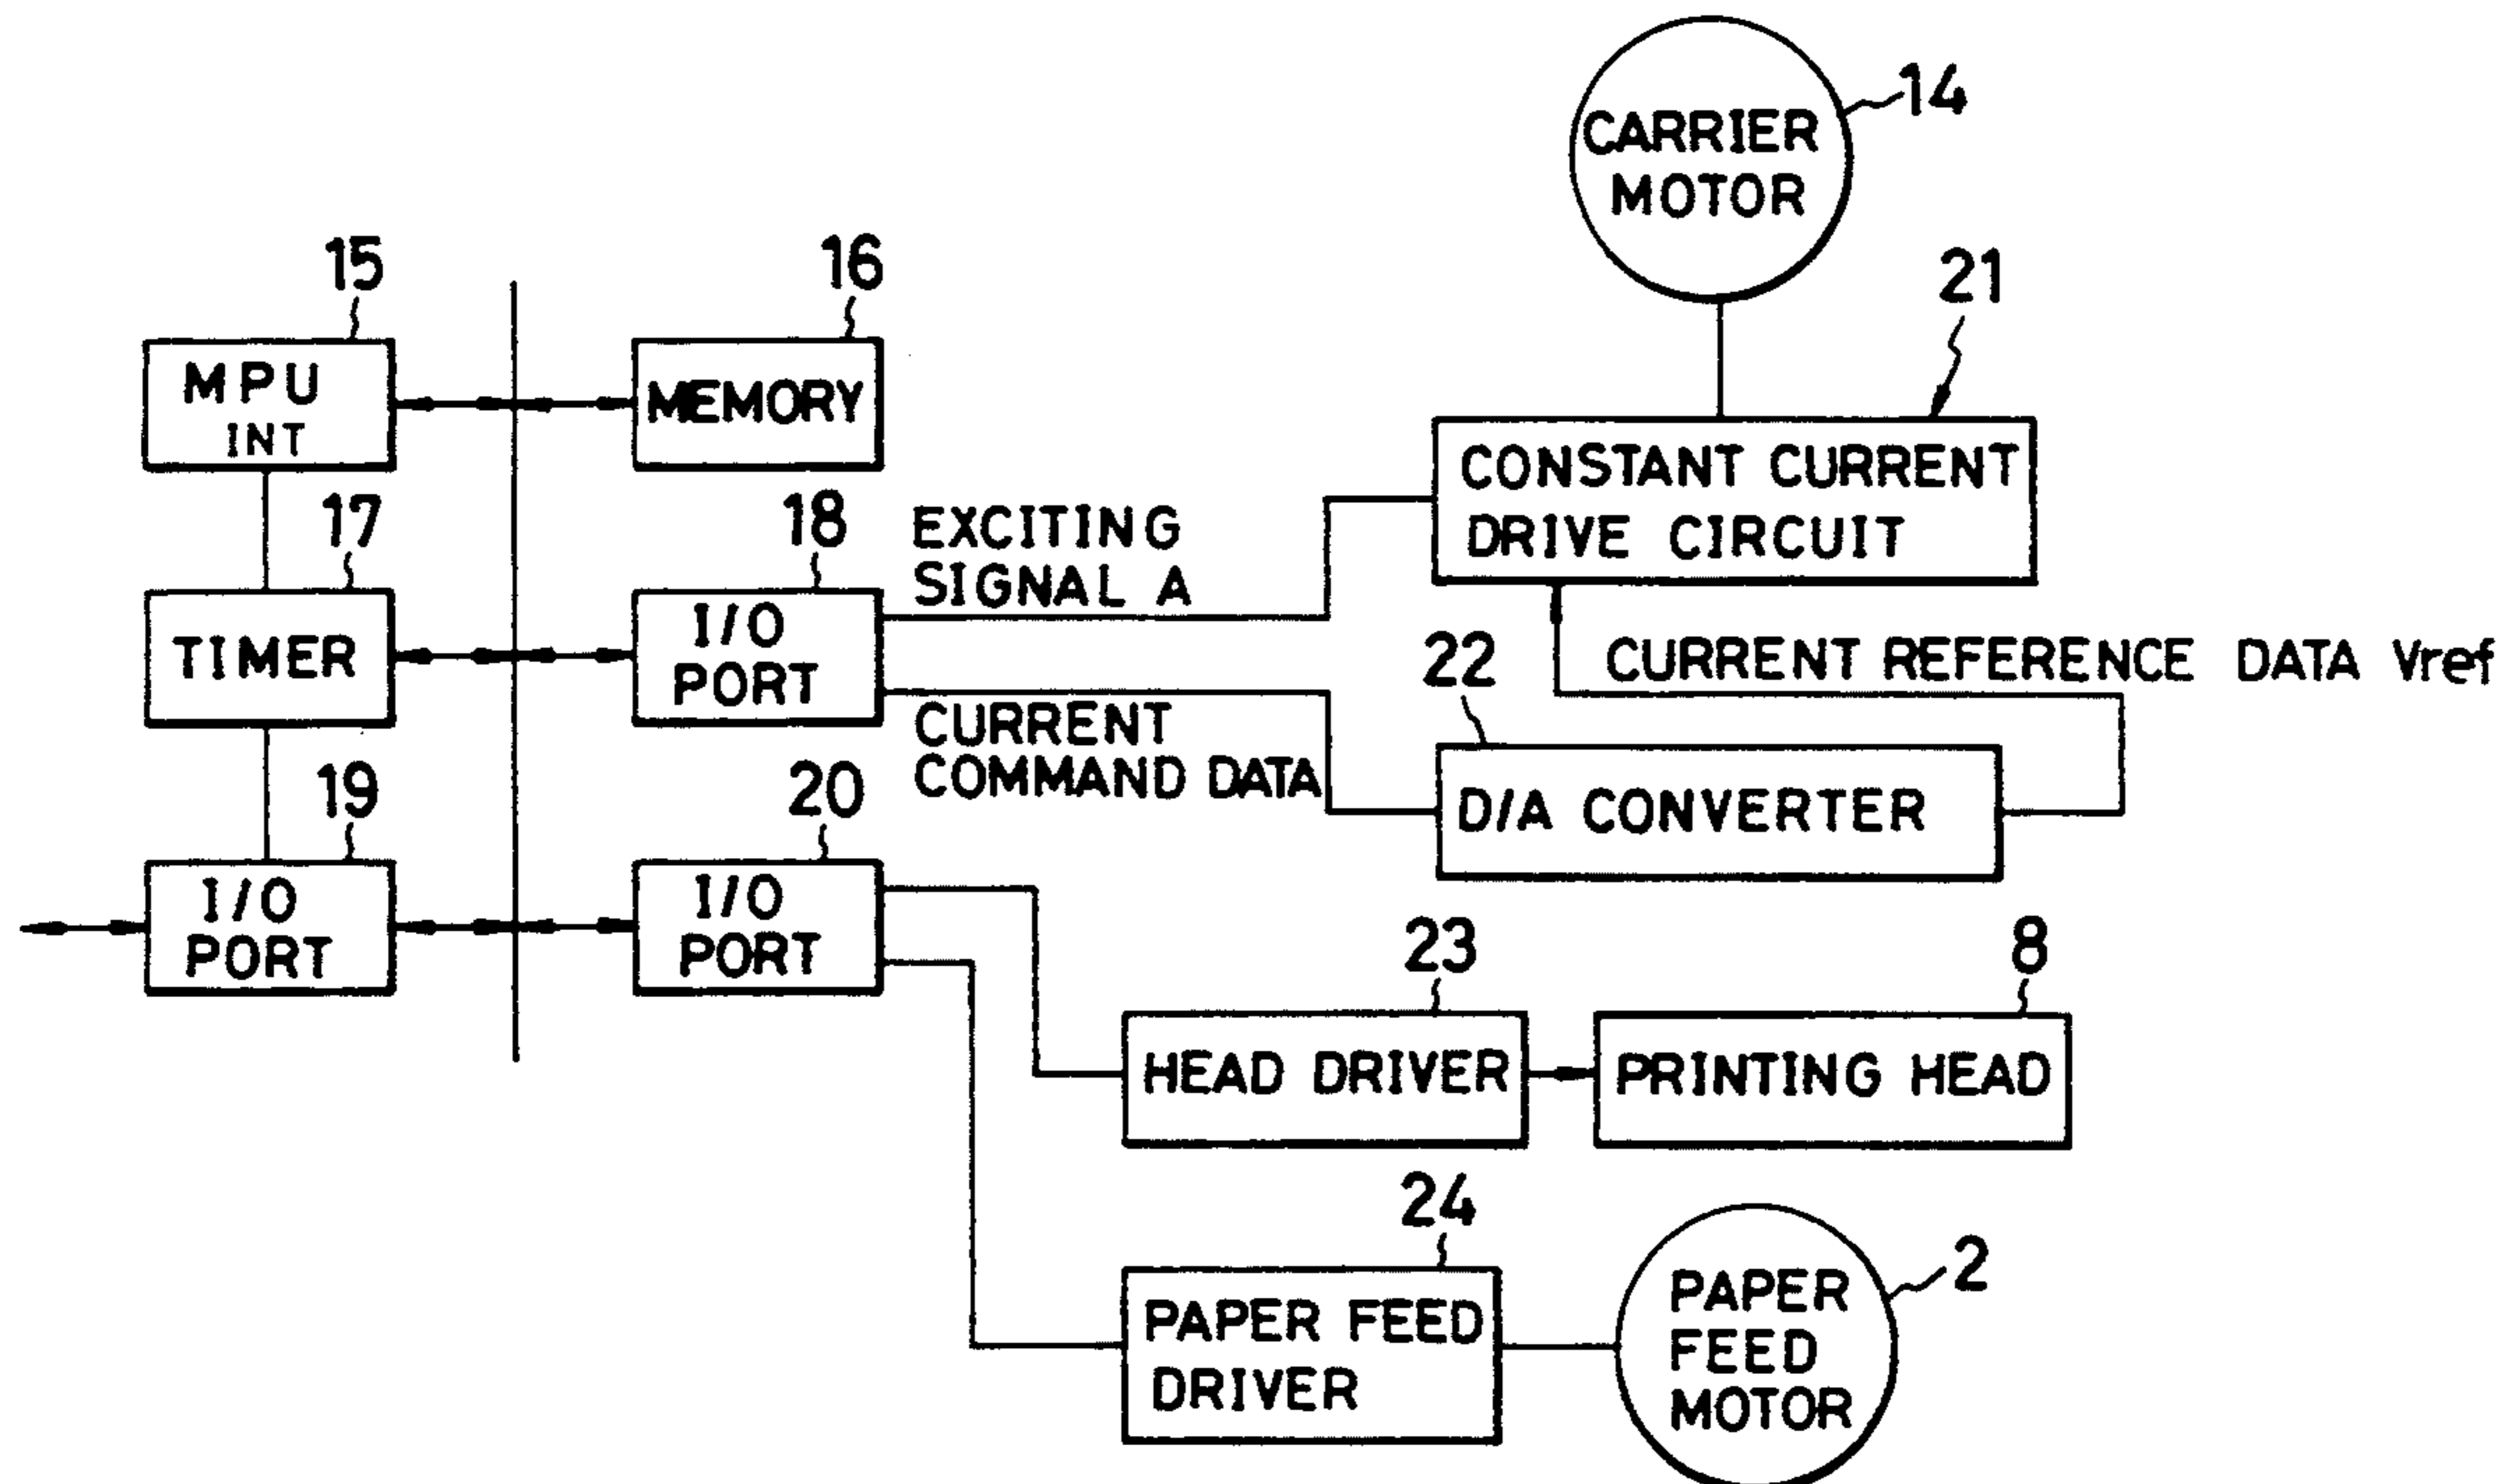 CARRIER
MOTOR
14
15
16
21
MPU
INT
MEMORY
CONSTANT CURRENT
DRIVE CIRCUIT
17
18
EXCITING
SIGNAL A
TIMER
I/O
PORT
22
CURRENT REFERENCE DATA Vref
CURRENT
COMMAND DATA
D/A CONVERTER
19
20
I/O
PORT
I/O
PORT
23
8
HEAD DRIVER
PRINTING HEAD
24
2
PAPER FEED
DRIVER
PAPER
FEED
MOTOR